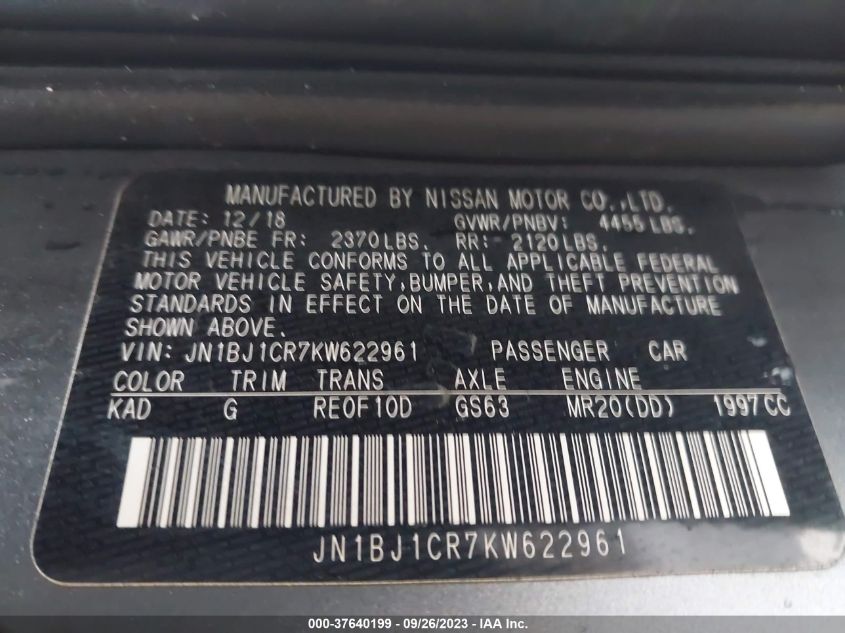 MANUFACTURED BY NISSAN MOTOR CO.,LTD.
DATE: 12/18 GVWR/PNBV: 4455 LBS.
GAWR/PNBE FR: 2370LBS. RR: 2120LBS.
THIS VEHICLE CONFORMS TO ALL APPLICABLE FEDERAL
MOTOR VEHICLE SAFETY,BUMPER,AND THEFT PREVENTION
STANDARDS IN EFFECT ON THE DATE OF MANUFACTURE
SHOWN ABOVE.
VIN: JN1BJ1CR7KW622961 PASSENGER CAR
COLOR TRIM TRANS AXLE ENGINE
KAD G RE0F10D GS63 MR20(DD) 1997CC
JN1BJ1CR7KW622961
000-37640199 — 09/26/2023 — IAA Inc.